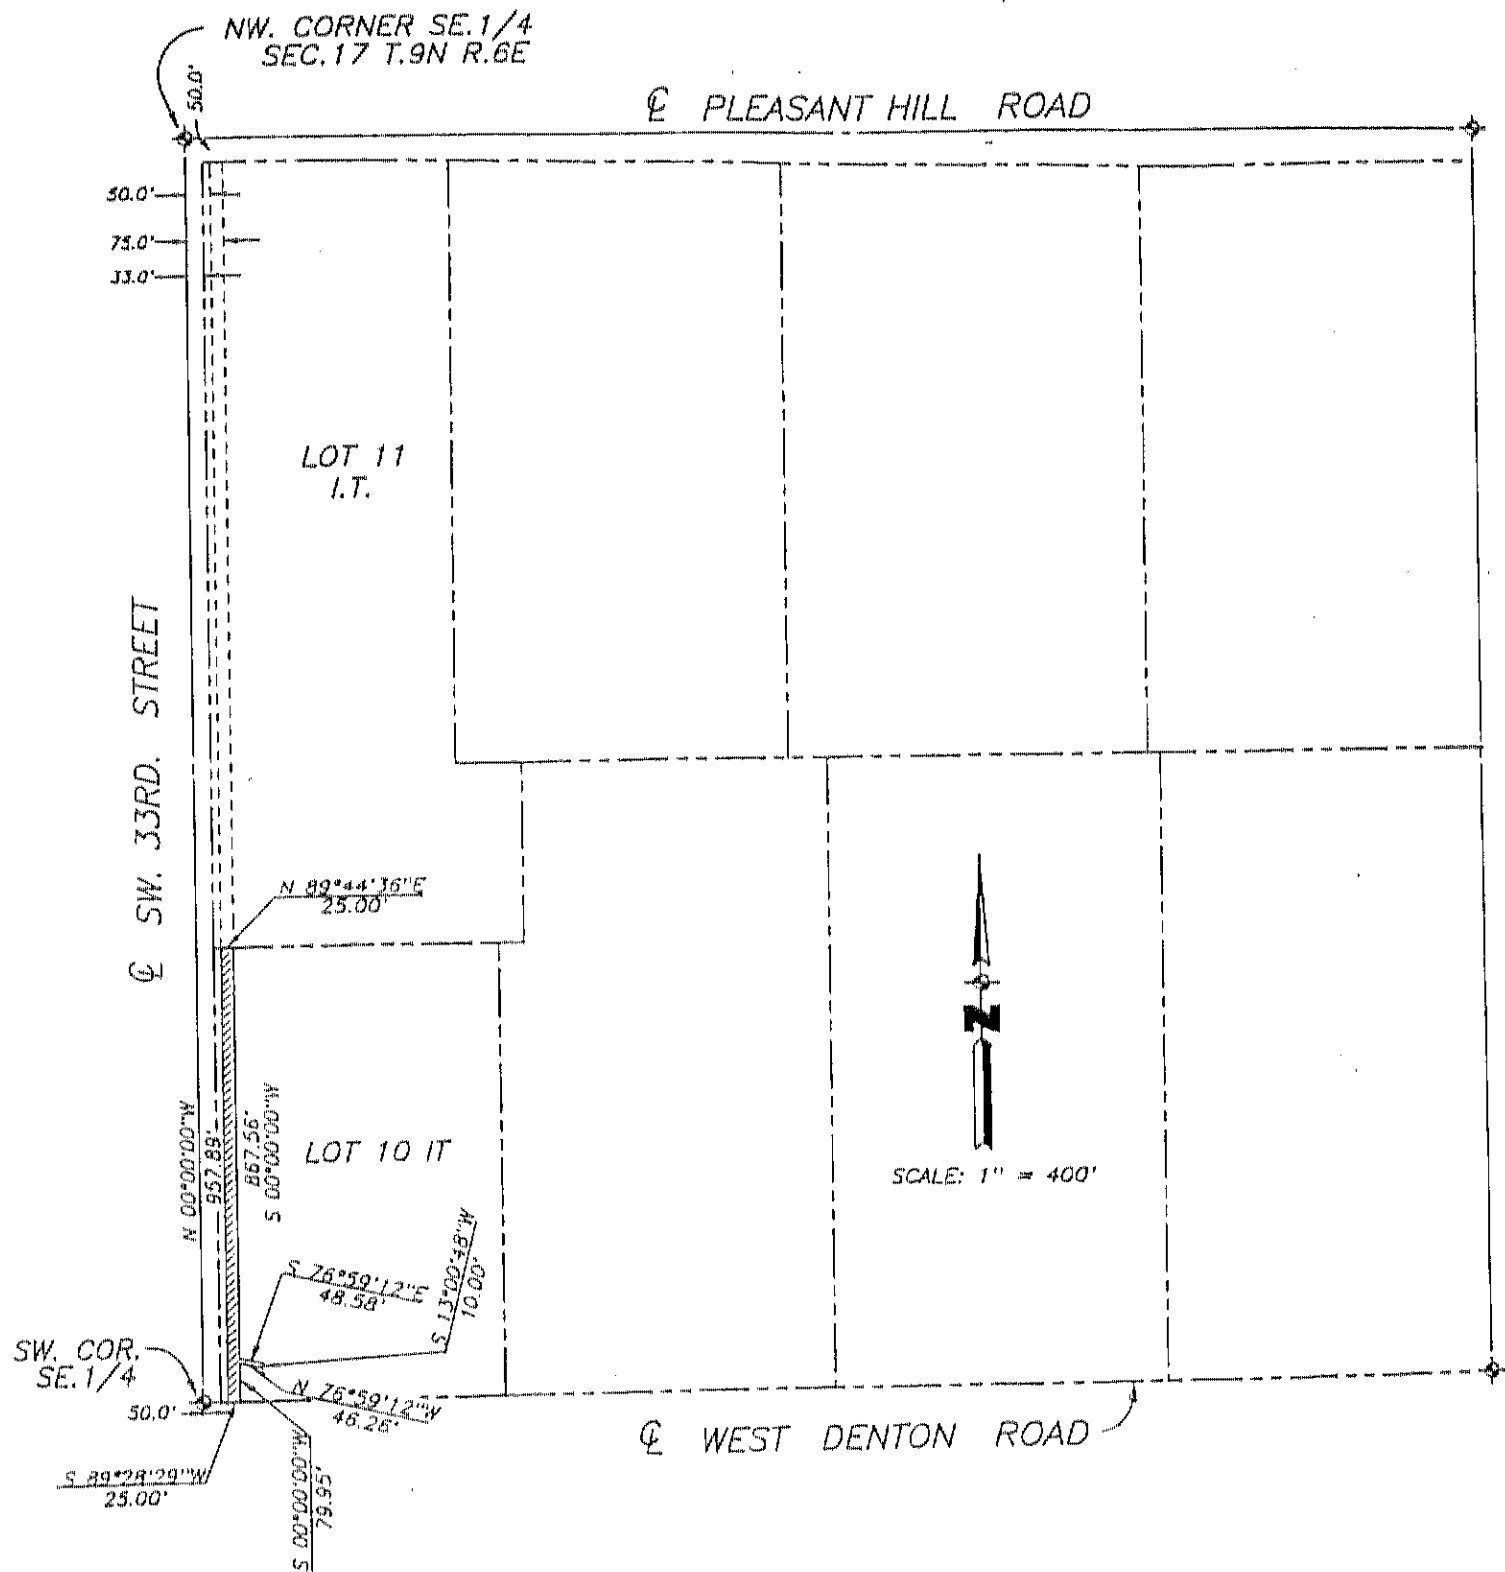 NW. CORNER SE.1/4
SEC.17 T.9N R.6E
50.0'
℄ PLEASANT HILL ROAD
50.0'
75.0'
33.0'
LOT 11
I.T.
℄ SW. 33RD. STREET
N 89°44'36"E
25.00'
N 00°00'00"W
957.89'
867.56'
S 00°00'00"W
LOT 10 IT
N
SCALE: 1" = 400'
S 76°59'12"E
48.58'
S 13°00'48"W
10.00'
SW. COR.
SE.1/4
50.0'
N 76°59'12"W
46.26'
℄ WEST DENTON ROAD
S 89°28'29"W
25.00'
S 00°00'00"W
79.95'